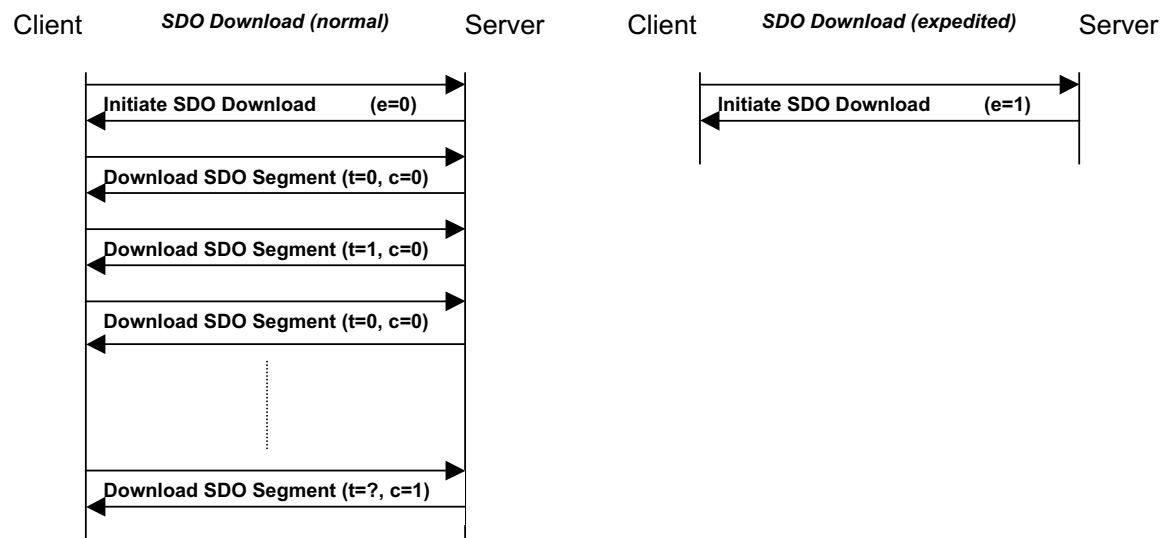 Client SDO Download (normal) Server
Initiate SDO Download (e=0)
Download SDO Segment (t=0, c=0)
Download SDO Segment (t=1, c=0)
Download SDO Segment (t=0, c=0)
Download SDO Segment (t=?, c=1)
Client SDO Download (expedited) Server
Initiate SDO Download (e=1)